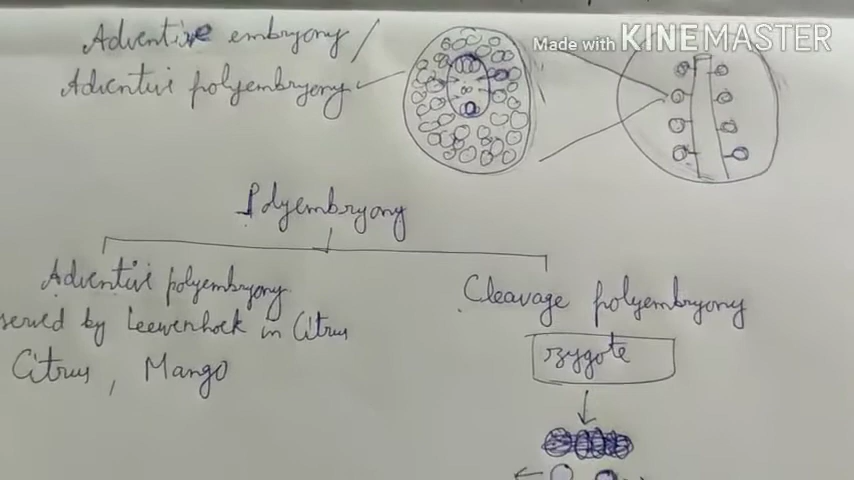 Adventive embryony /
Made with KINEMASTER
Adventive polyembryony
Polyembryony
Adventive polyembryony
served by Leewenhoek in Citrus
Citrus, Mango
Cleavage polyembryony
zygote